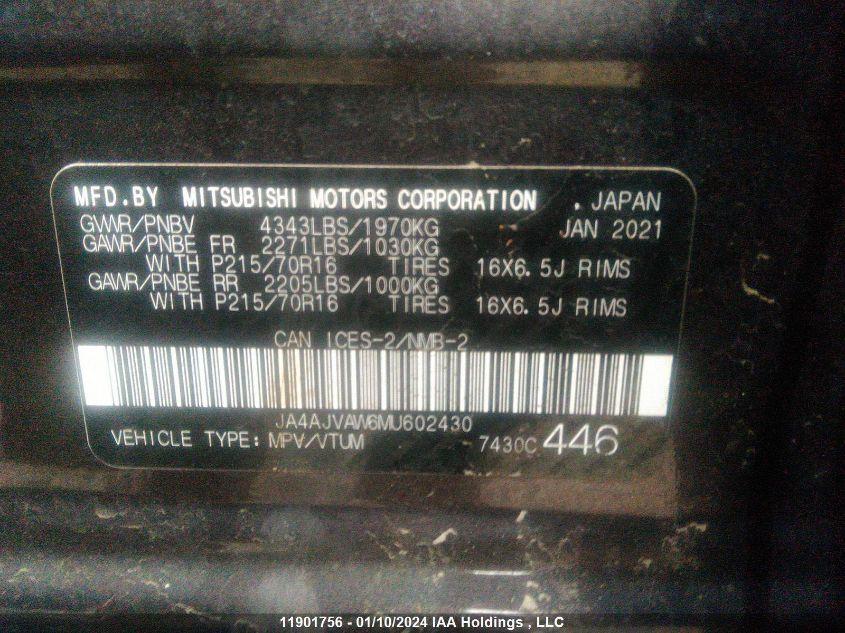 MFD.BY MITSUBISHI MOTORS CORPORATION . JAPAN
GVWR/PNBV 4343LBS/1970KG JAN 2021
GAWR/PNBE FR 2271LBS/1030KG
WITH P215/70R16 TIRES 16X6.5J RIMS
GAWR/PNBE RR 2205LBS/1000KG
WITH P215/70R16 TIRES 16X6.5J RIMS
CAN ICES-2/NMB-2
JA4AJVAW6MU602430
VEHICLE TYPE: MPV/VTUM 7430C 446
11901756 - 01/10/2024 IAA Holdings , LLC